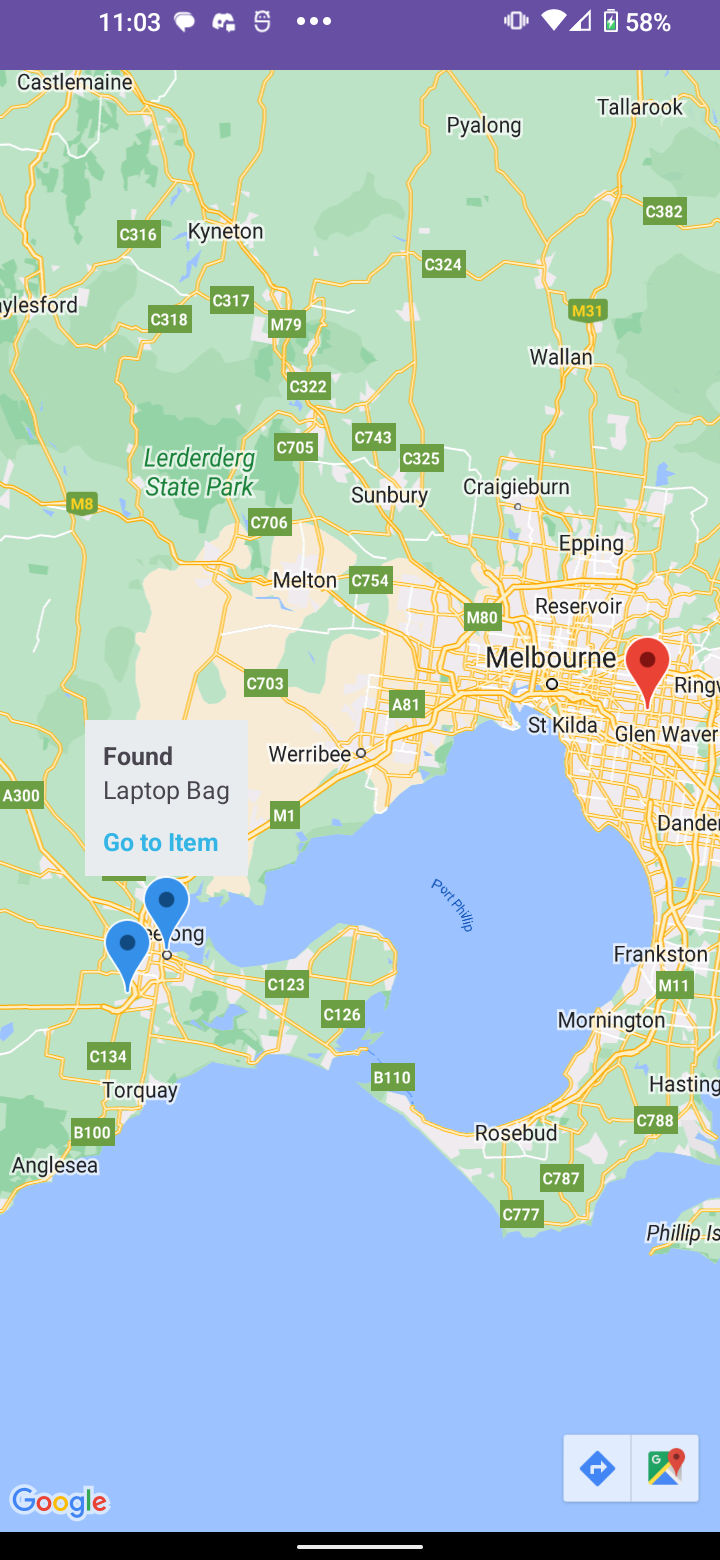 11:03
58%
Castlemaine
Tallarook
Pyalong
C382
C316
Kyneton
C324
aylesford
C317
C318
M79
M31
Wallan
C322
C705
C743
C325
Lerderderg
State Park
Craigieburn
M8
Sunbury
C706
Epping
Melton
C754
Reservoir
M80
Melbourne
C703
Ringw
A81
St Kilda
Glen Waver
Werribee
Found
Laptop Bag
Go to Item
A300
M1
Dander
Port Phillip
eelong
Frankston
C123
M11
C126
Mornington
C134
B110
Torquay
Hasting
B100
Rosebud
C788
Anglesea
C787
C777
Phillip Is
Google